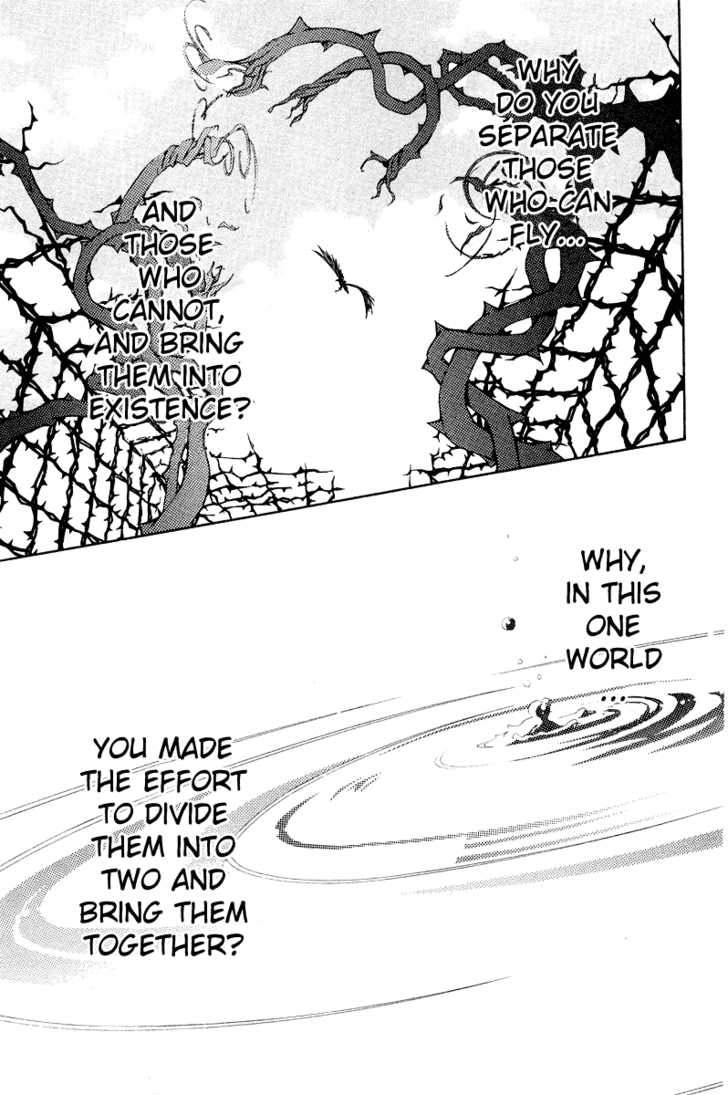 WHY
DO YOU
SEPARATE
THOSE
WHO CAN
FLY...
AND
THOSE
WHO
CANNOT,
AND BRING
THEM INTO
EXISTENCE?
WHY,
IN THIS
ONE
WORLD
...
YOU MADE
THE EFFORT
TO DIVIDE
THEM INTO
TWO AND
BRING THEM
TOGETHER?